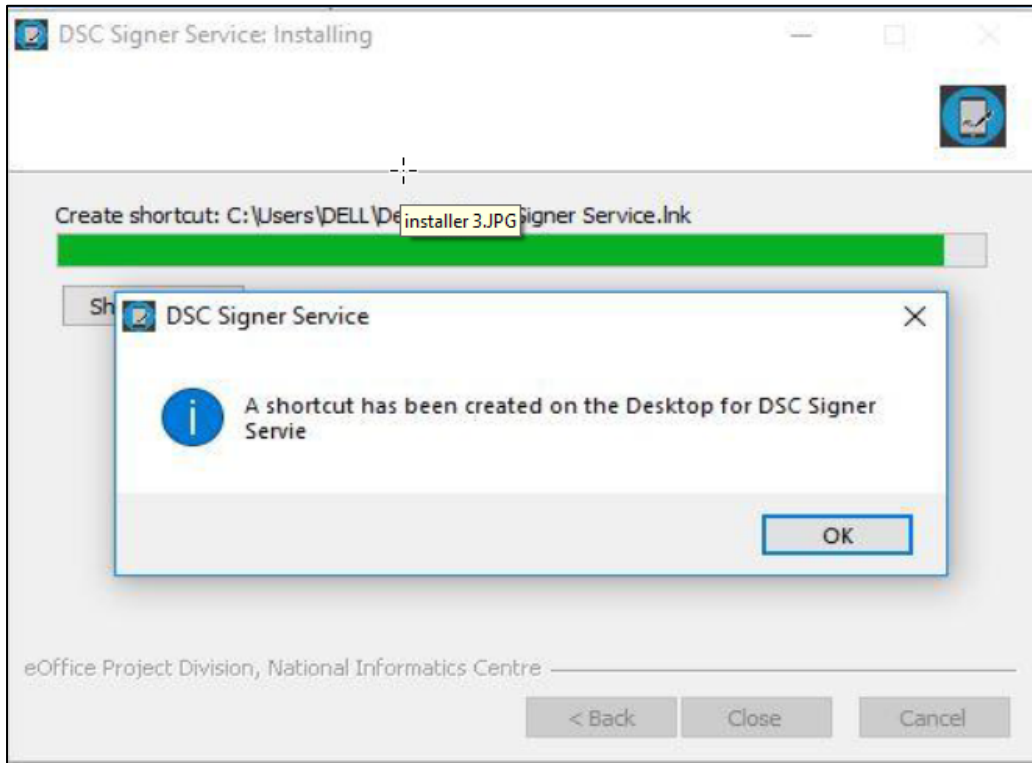 DSC Signer Service: Installing
Create shortcut: C:\Users\DELL\De Signer Service.lnk
installer 3.JPG
Sh
DSC Signer Service
A shortcut has been created on the Desktop for DSC Signer
Servie
OK
eOffice Project Division, National Informatics Centre
< Back Close Cancel